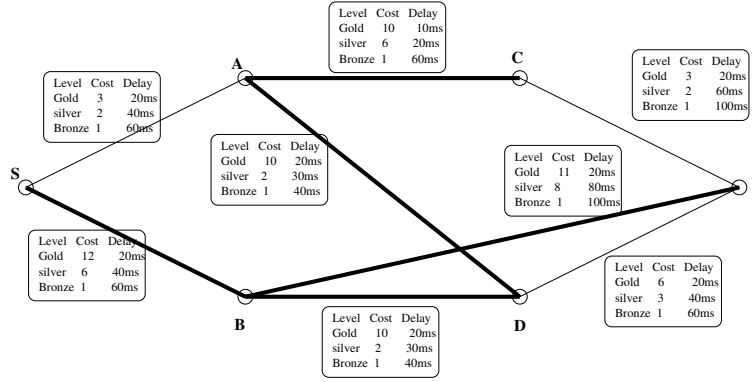 Level Cost Delay
Gold 10 10ms
silver 6 20ms
Bronze 1 60ms
A
C
Level Cost Delay
Gold 3 20ms
silver 2 60ms
Bronze 1 100ms
Level Cost Delay
Gold 3 20ms
silver 2 40ms
Bronze 1 60ms
Level Cost Delay
Gold 10 20ms
silver 2 30ms
Bronze 1 40ms
Level Cost Delay
Gold 11 20ms
silver 8 80ms
Bronze 1 100ms
S
Level Cost Delay
Gold 12 20ms
silver 6 40ms
Bronze 1 60ms
Level Cost Delay
Gold 6 20ms
silver 3 40ms
Bronze 1 60ms
B
D
Level Cost Delay
Gold 10 20ms
silver 2 30ms
Bronze 1 40ms